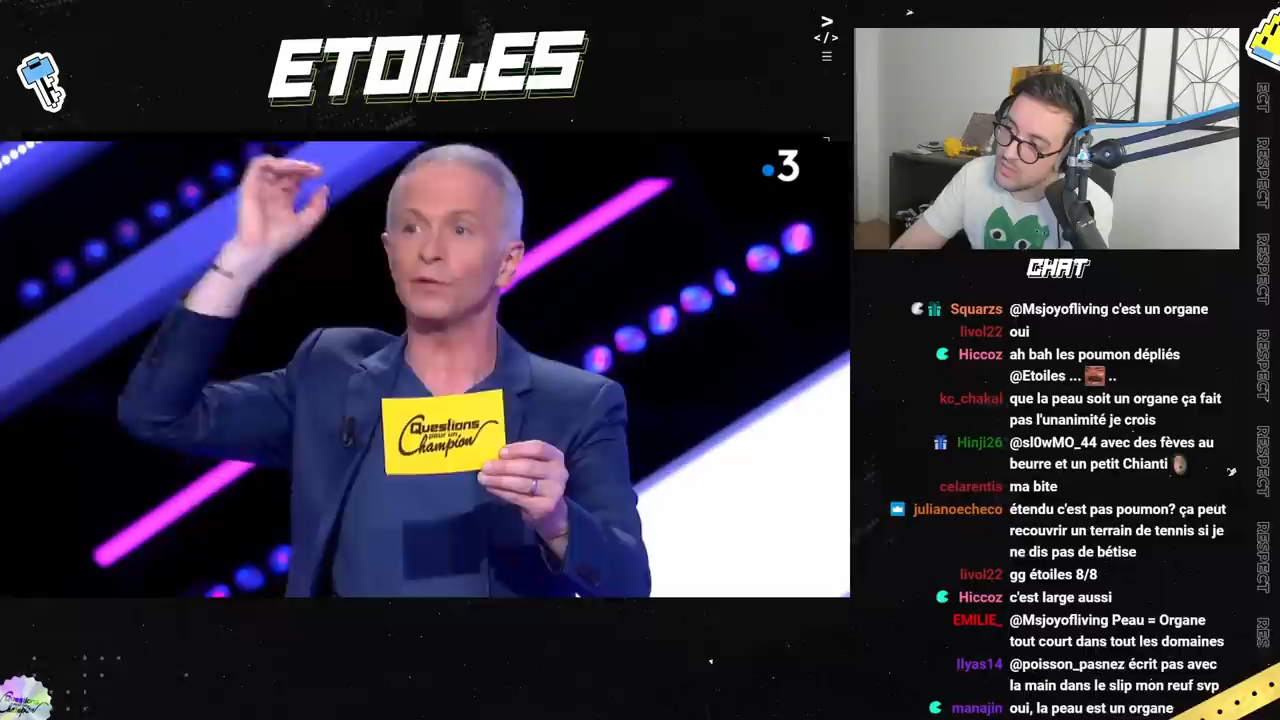 ETOILES
>
</>
3
Questions
pour un
Champion
CHAT
Squarzs @Msjoyofliving c'est un organe
livol22 oui
Hiccoz ah bah les poumon dépliés
@Etoiles ... ..
kc_chakal que la peau soit un organe ça fait
pas l'unanimité je crois
Hinji26 @sl0wMO_44 avec des fèves au
beurre et un petit Chianti
celarentis ma bite
julianoecheco étendu c'est pas poumon? ça peut
recouvrir un terrain de tennis si je
ne dis pas de bétise
livol22 gg étoiles 8/8
Hiccoz c'est large aussi
EMILIE_ @Msjoyofliving Peau = Organe
tout court dans tout les domaines
Ilyas14 @poisson_pasnez écrit pas avec
la main dans le slip mon reuf svp
manajin oui, la peau est un organe
ECT
RESPECT
RESPECT
RESPECT
RESPECT
RESPECT
RESPECT
RES